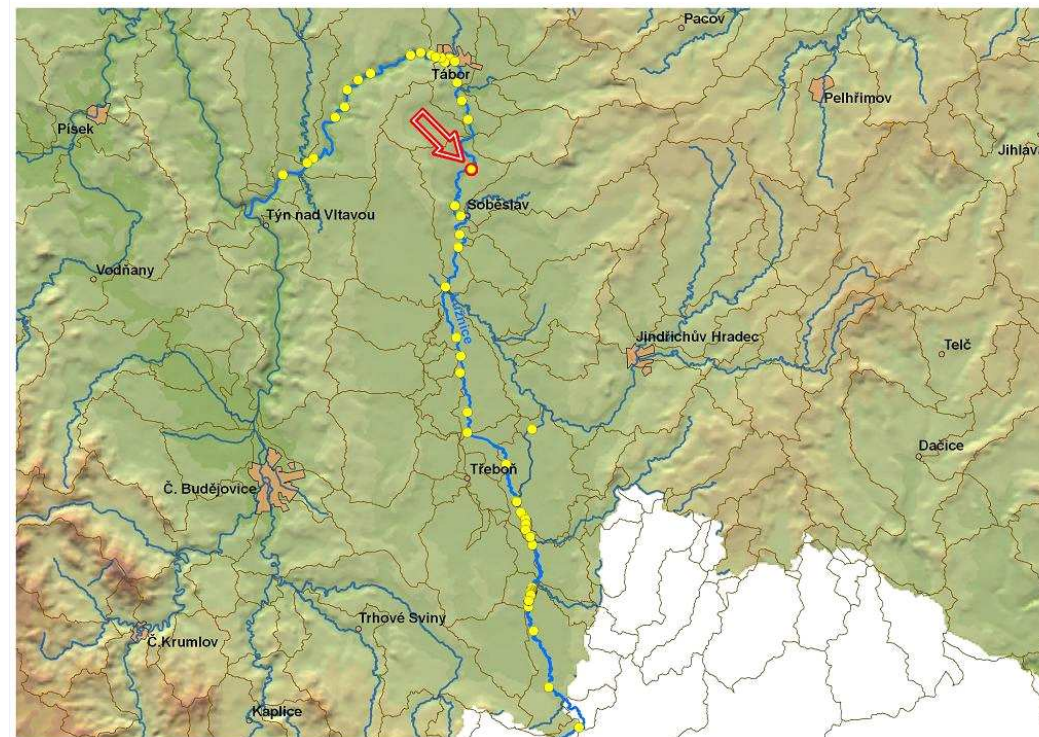 Pacov
Tábor
Pelhřimov
Písek
Jihlava
Soběslav
Týn nad Vltavou
Vodňany
Jindřichův Hradec
Telč
Dačice
Třeboň
Č. Budějovice
Trhové Sviny
Č.Krumlov
Kaplice